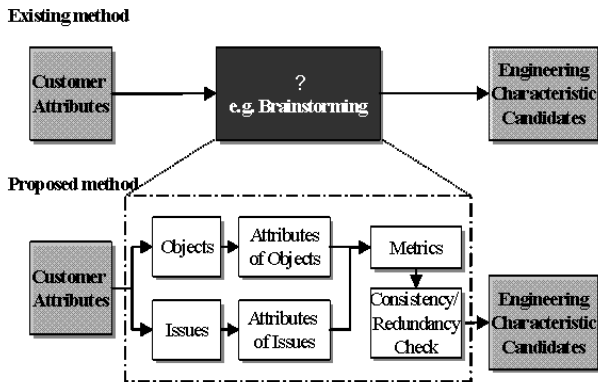 Existing method
Customer
Attributes
?
e.g. Brainstorming
Engineering
Characteristic
Candidates
Proposed method
Customer
Attributes
Objects
Attributes
of Objects
Issues
Attributes
of Issues
Metrics
Consistency/
Redundancy
Check
Engineering
Characteristic
Candidates